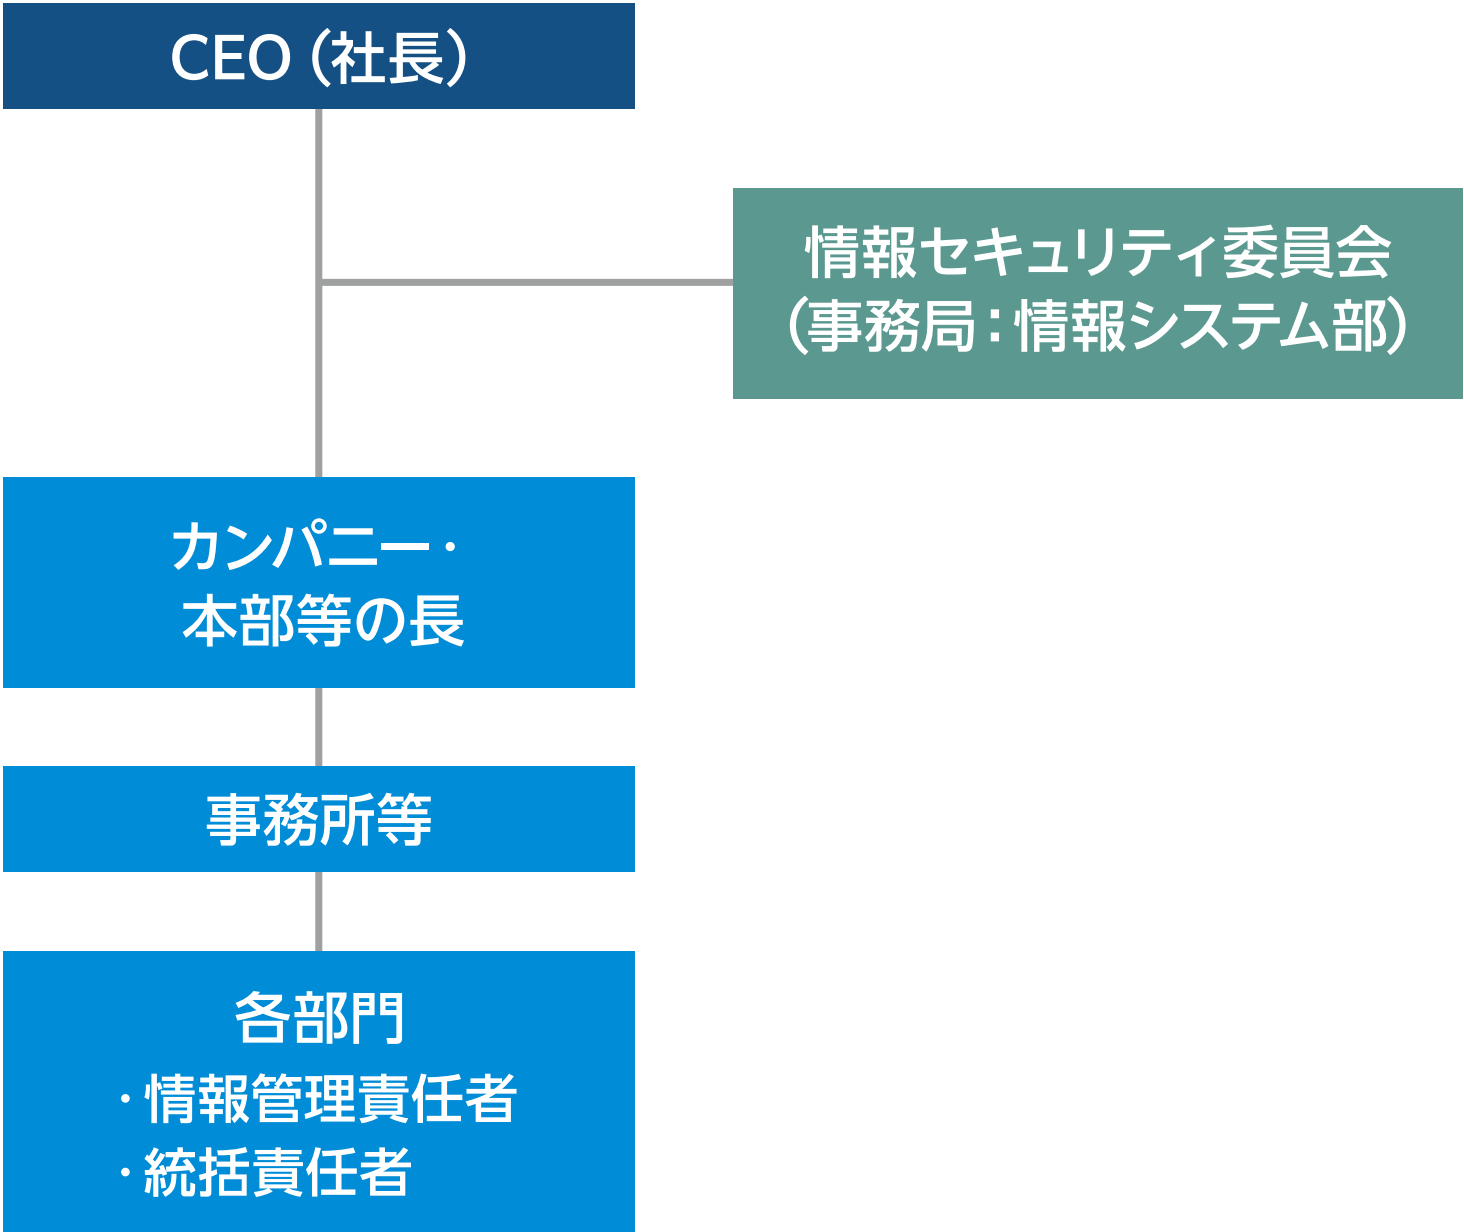 CEO（社長）
情報セキュリティ委員会
（事務局：情報システム部）
カンパニー・
本部等の長
事務所等
各部門
・情報管理責任者
・統括責任者